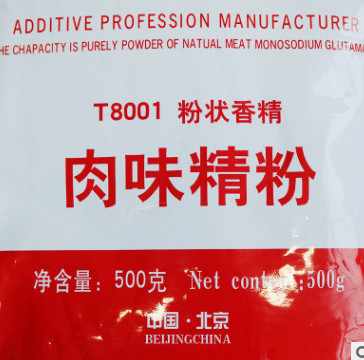 ADDITIVE PROFESSION MANUFACTURER
HE CHAPACITY IS PURELY POWDER OF NATUAL MEAT MONOSODIUM GLUTAMA
T8001 粉状香精
肉味精粉
净含量：500克 Net content:500g
中国·北京
BEIJINGCHINA